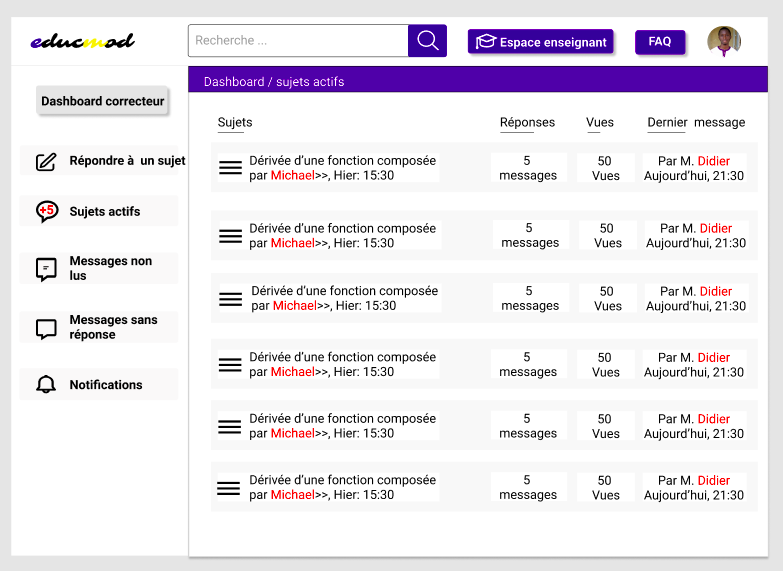 educmod
Recherche ...
Espace enseignant
FAQ
Dashboard correcteur
Répondre à un sujet
+5
Sujets actifs
Messages non
lus
Messages sans
réponse
Notifications
Dashboard / sujets actifs
Sujets Réponses Vues Dernier message
Dérivée d'une fonction composée
par Michael>>, Hier: 15:30
5
messages
50
Vues
Par M. Didier
Aujourd'hui, 21:30
Dérivée d'une fonction composée
par Michael>>, Hier: 15:30
5
messages
50
Vues
Par M. Didier
Aujourd'hui, 21:30
Dérivée d'une fonction composée
par Michael>>, Hier: 15:30
5
messages
50
Vues
Par M. Didier
Aujourd'hui, 21:30
Dérivée d'une fonction composée
par Michael>>, Hier: 15:30
5
messages
50
Vues
Par M. Didier
Aujourd'hui, 21:30
Dérivée d'une fonction composée
par Michael>>, Hier: 15:30
5
messages
50
Vues
Par M. Didier
Aujourd'hui, 21:30
Dérivée d'une fonction composée
par Michael>>, Hier: 15:30
5
messages
50
Vues
Par M. Didier
Aujourd'hui, 21:30